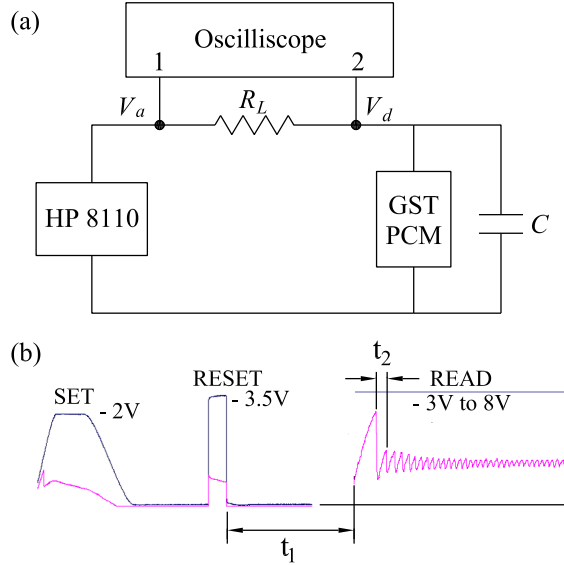 (a)
Oscilliscope
1 2
V_a R_L V_d
HP 8110
GST
PCM
C
(b)
t_2
SET
RESET
READ
- 2V
- 3.5V
- 3V to 8V
t_1